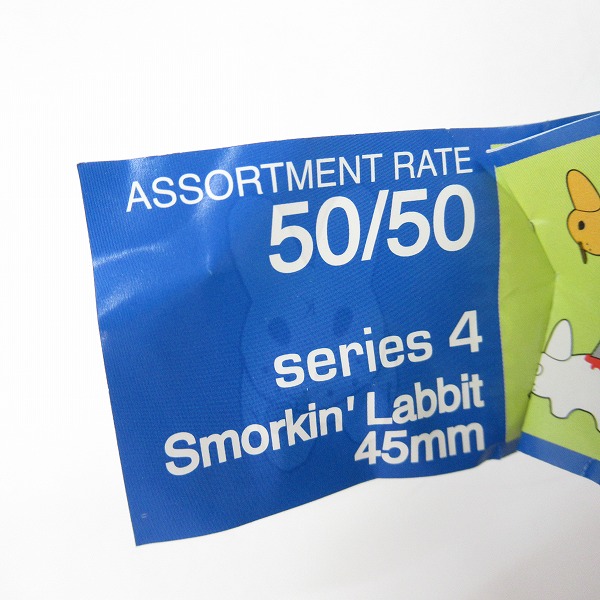 ASSORTMENT RATE
50/50
series 4
Smorkin' Labbit
45mm